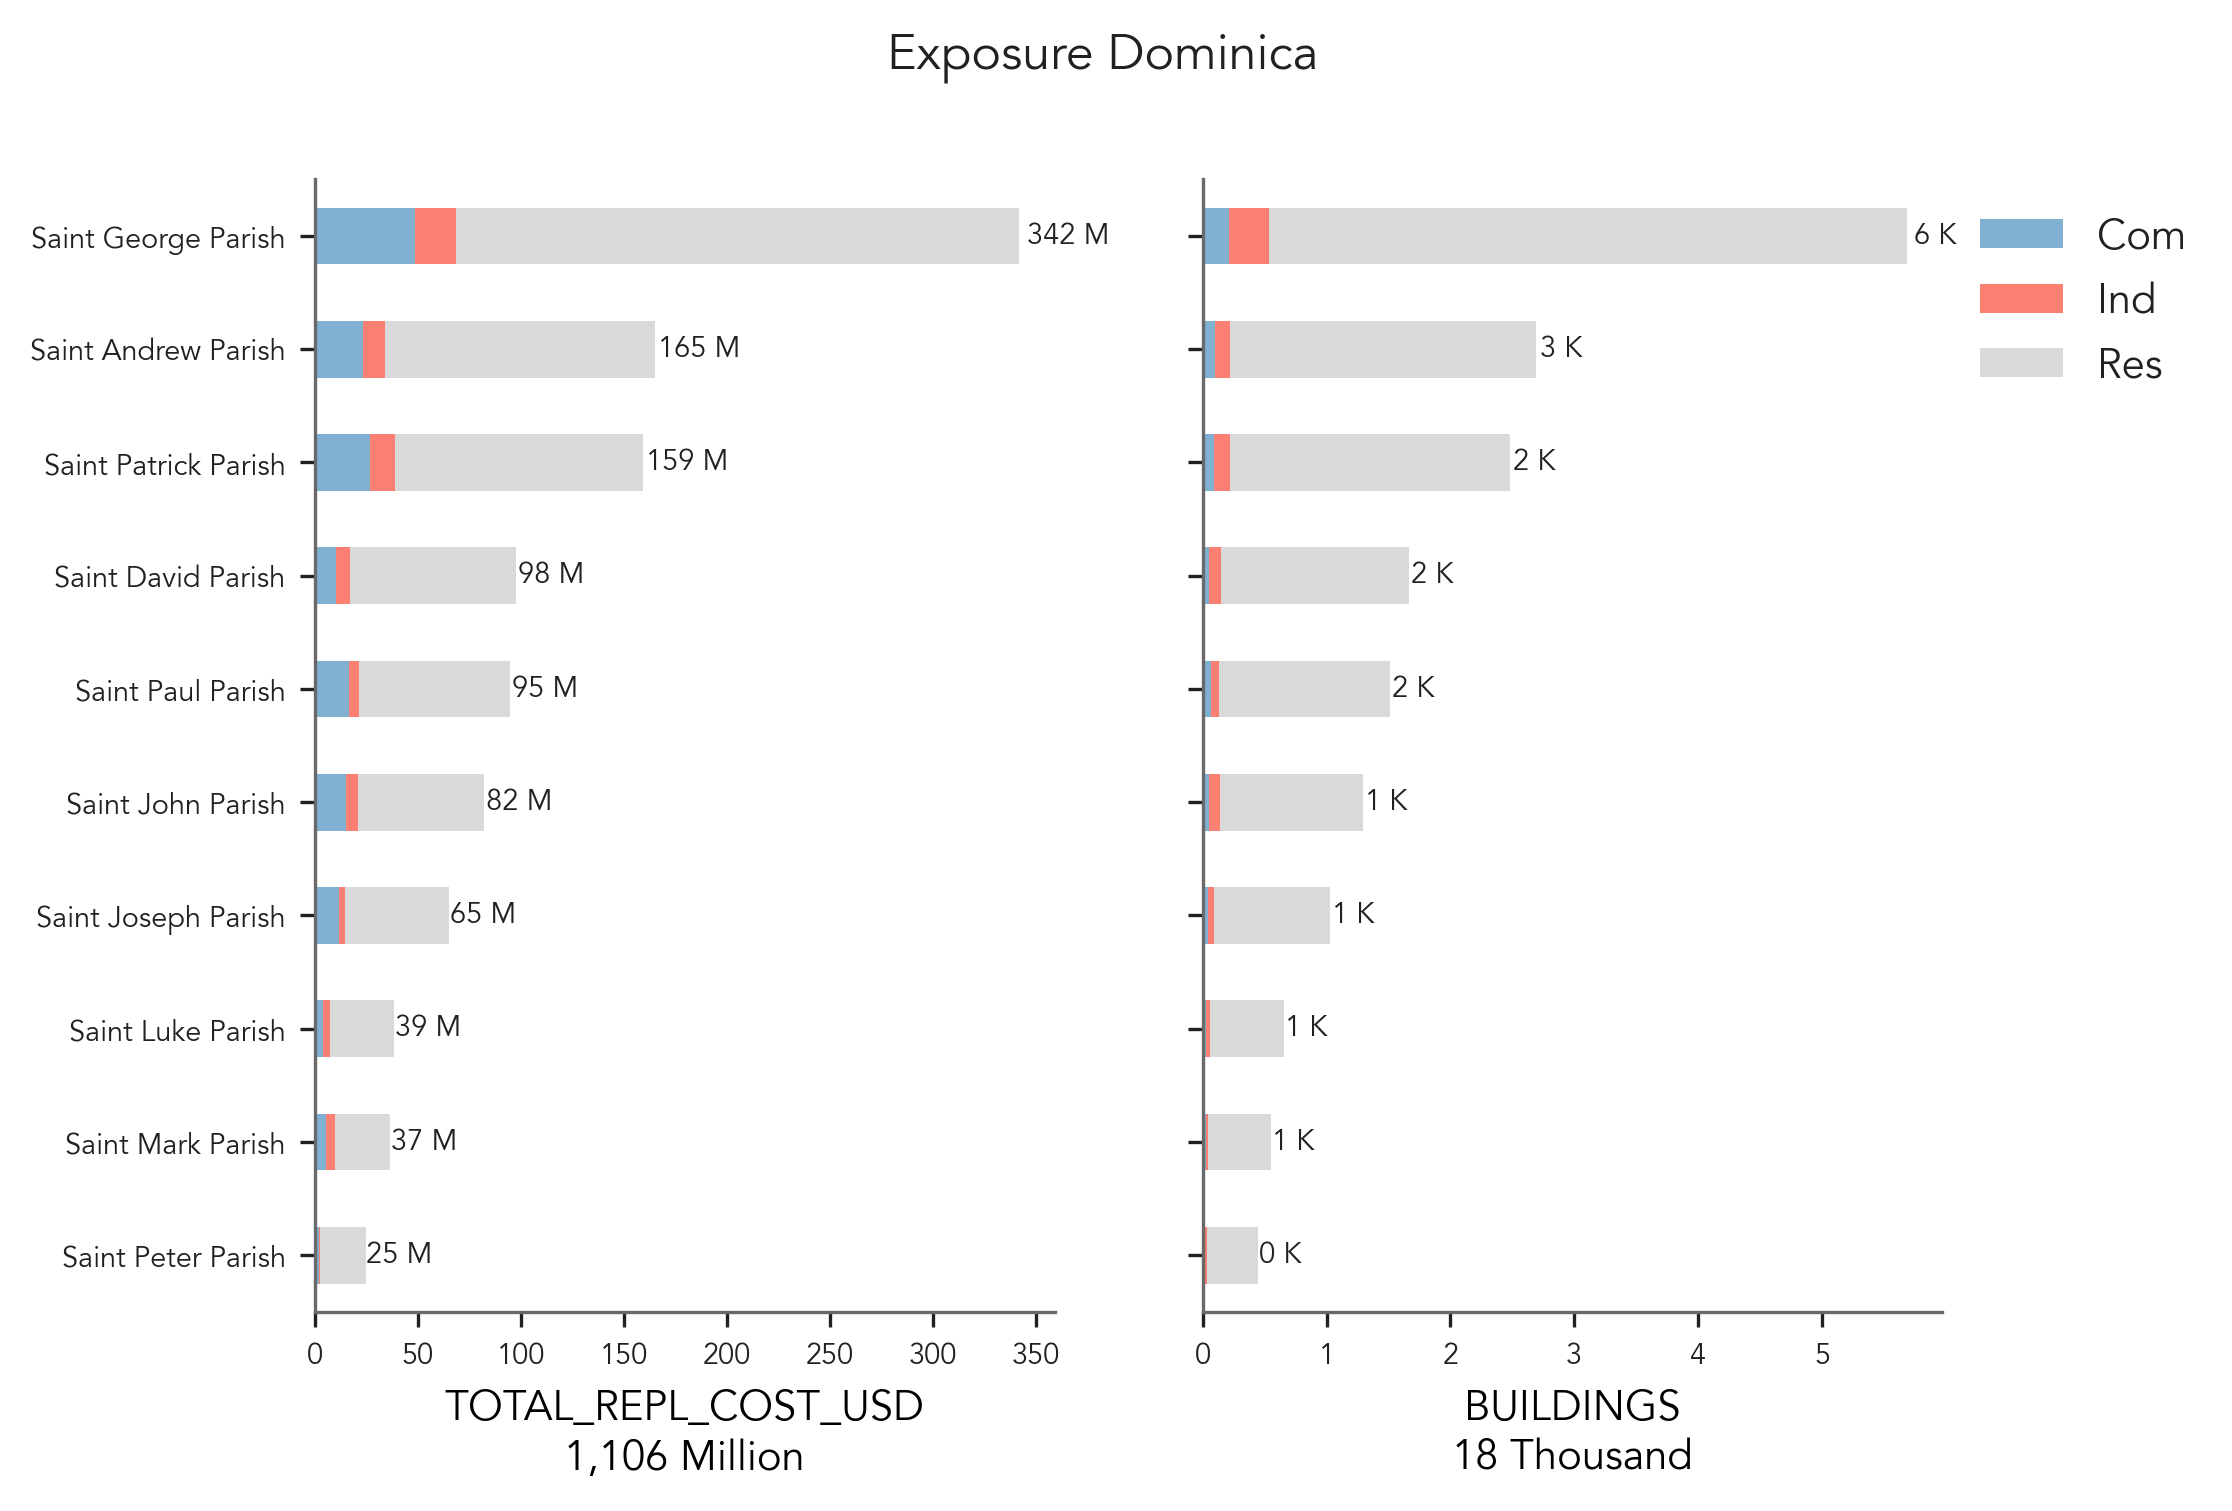 Exposure Dominica
Saint George Parish
342 M
6 K
Com
Ind
Res
Saint Andrew Parish
165 M
3 K
Saint Patrick Parish
159 M
2 K
Saint David Parish
98 M
2 K
Saint Paul Parish
95 M
2 K
Saint John Parish
82 M
1 K
Saint Joseph Parish
65 M
1 K
Saint Luke Parish
39 M
1 K
Saint Mark Parish
37 M
1 K
Saint Peter Parish
25 M
0 K
0 50 100 150 200 250 300 350
TOTAL_REPL_COST_USD
1,106 Million
0 1 2 3 4 5
BUILDINGS
18 Thousand